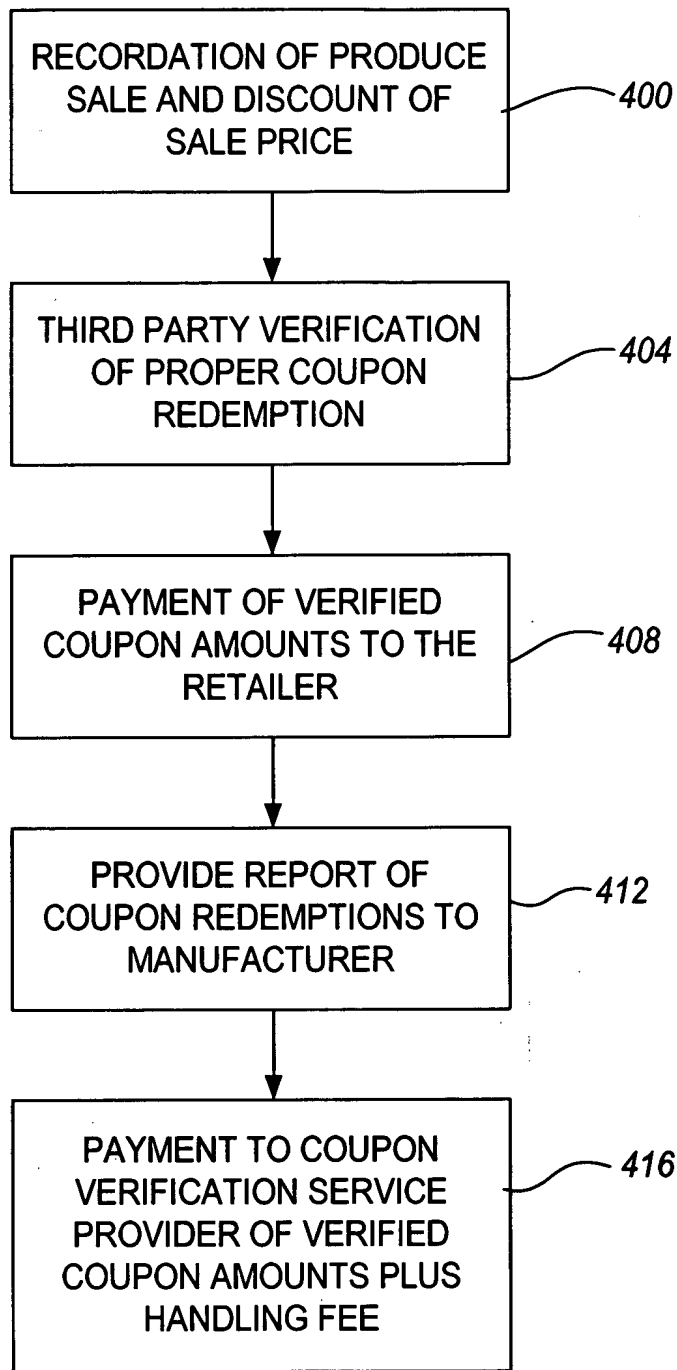 RECORDATION OF PRODUCE
SALE AND DISCOUNT OF
SALE PRICE
400
THIRD PARTY VERIFICATION
OF PROPER COUPON
REDEMPTION
404
PAYMENT OF VERIFIED
COUPON AMOUNTS TO THE
RETAILER
408
PROVIDE REPORT OF
COUPON REDEMPTIONS TO
MANUFACTURER
412
PAYMENT TO COUPON
VERIFICATION SERVICE
PROVIDER OF VERIFIED
COUPON AMOUNTS PLUS
HANDLING FEE
416